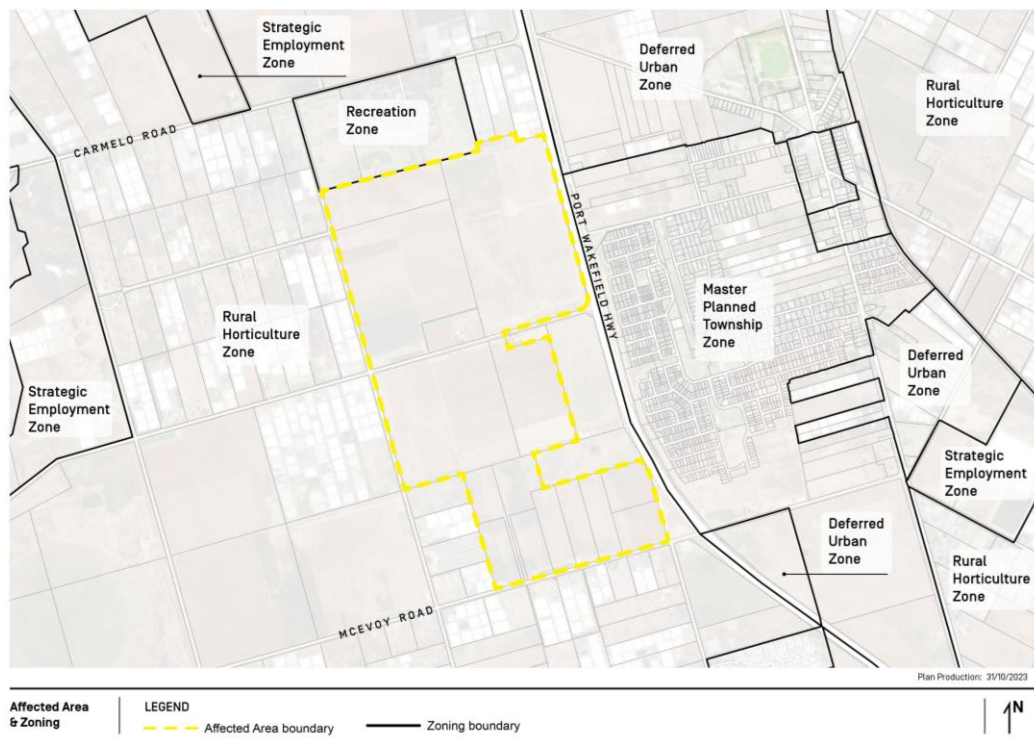 Strategic
Employment
Zone
Deferred
Urban
Zone
Rural
Horticulture
Zone
Recreation
Zone
CARMELO ROAD
PORT WAKEFIELD HWY
Master
Planned
Township
Zone
Rural
Horticulture
Zone
Deferred
Urban
Zone
Strategic
Employment
Zone
Strategic
Employment
Zone
Deferred
Urban
Zone
Rural
Horticulture
Zone
MCEVOY ROAD
Plan Production: 31/10/2023
Affected Area
& Zoning
LEGEND
Affected Area boundary
Zoning boundary
N